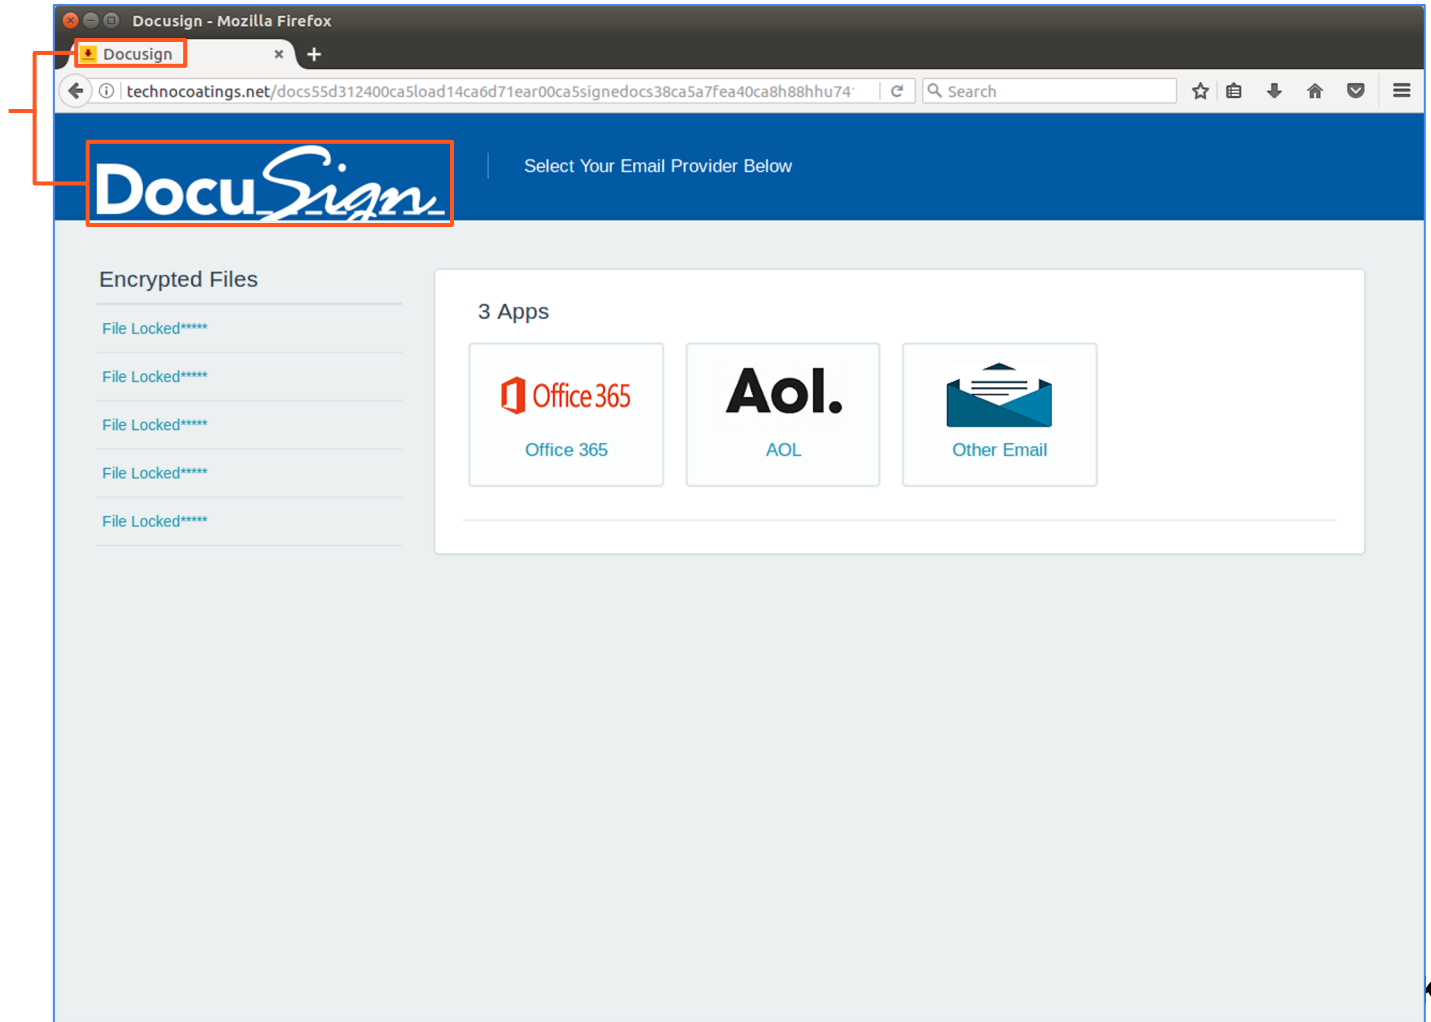 Docusign - Mozilla Firefox
Docusign
technocoatings.net/docs55d312400ca5load14ca6d71ear00ca5signedocs38ca5a7fea40ca8h88hhu74
Search
DocuSign
Select Your Email Provider Below
Encrypted Files
File Locked*****
File Locked*****
File Locked*****
File Locked*****
File Locked*****
3 Apps
Office 365
Aol.
Office 365
AOL
Other Email